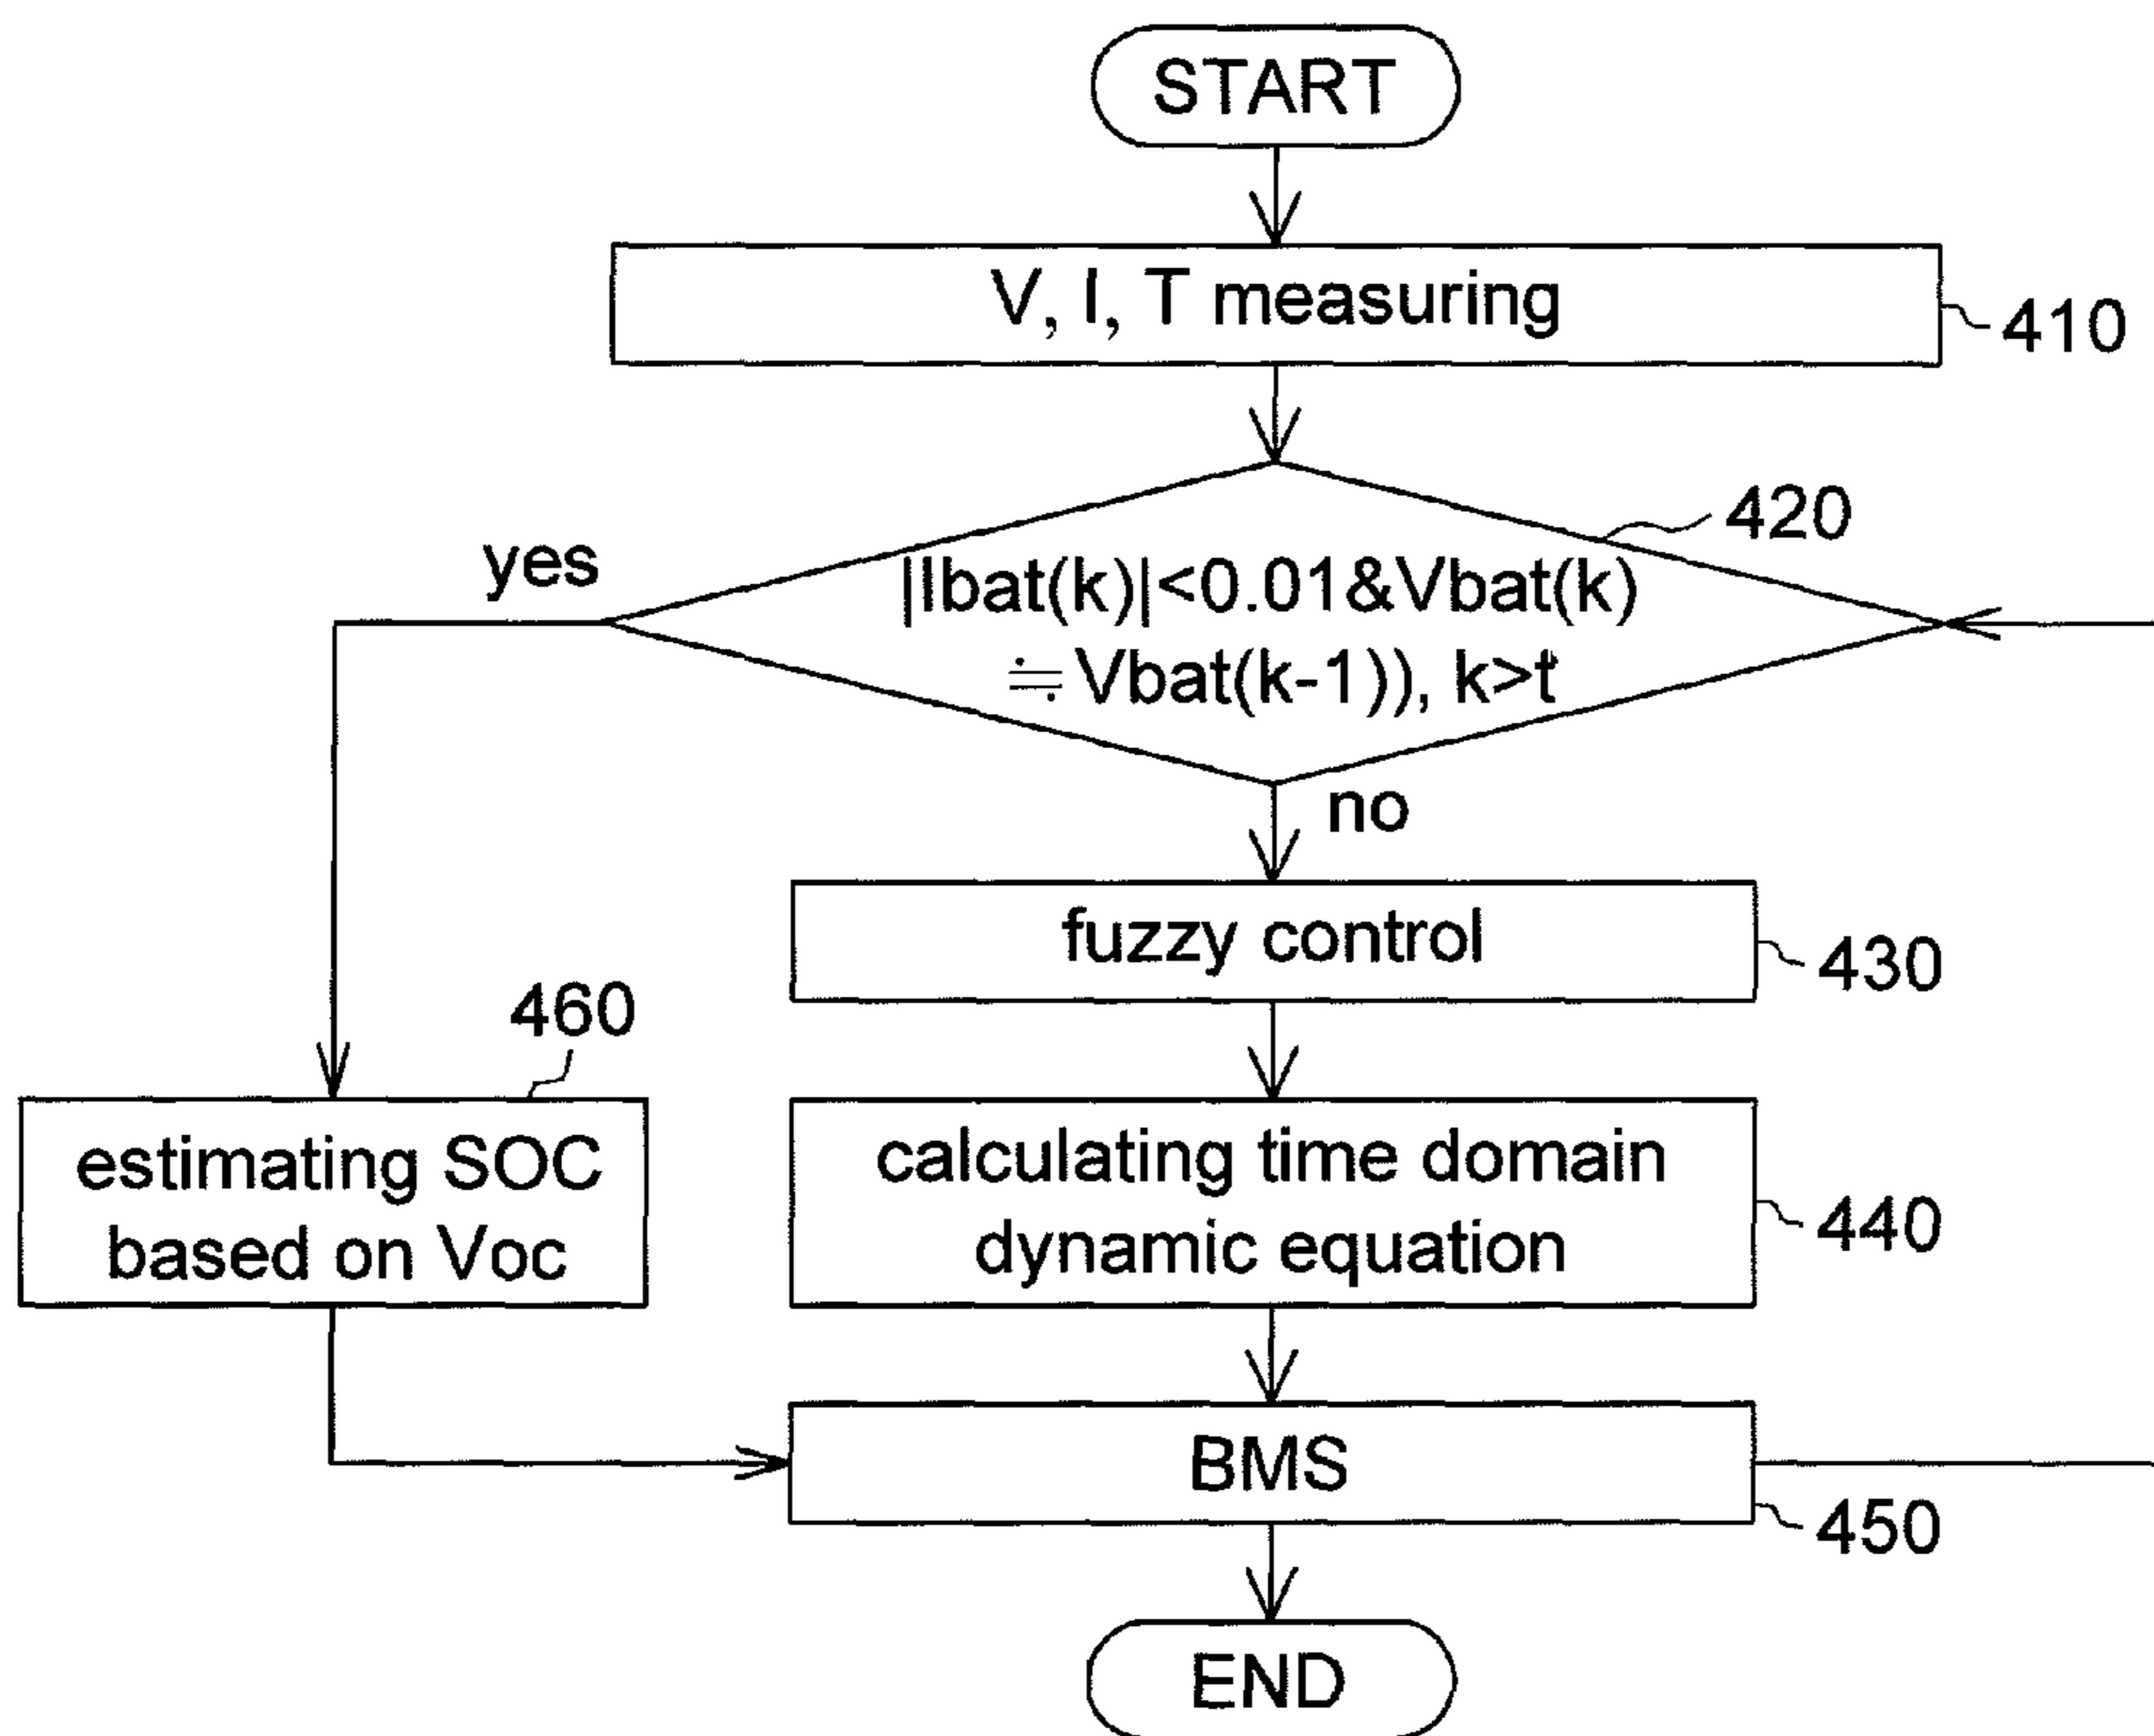 START
V, I, T measuring
410
420
yes
|Ibat(k)|<0.01&Vbat(k)
≒Vbat(k-1)), k>t
no
fuzzy control
430
460
estimating SOC
based on Voc
calculating time domain
dynamic equation
440
BMS
450
END